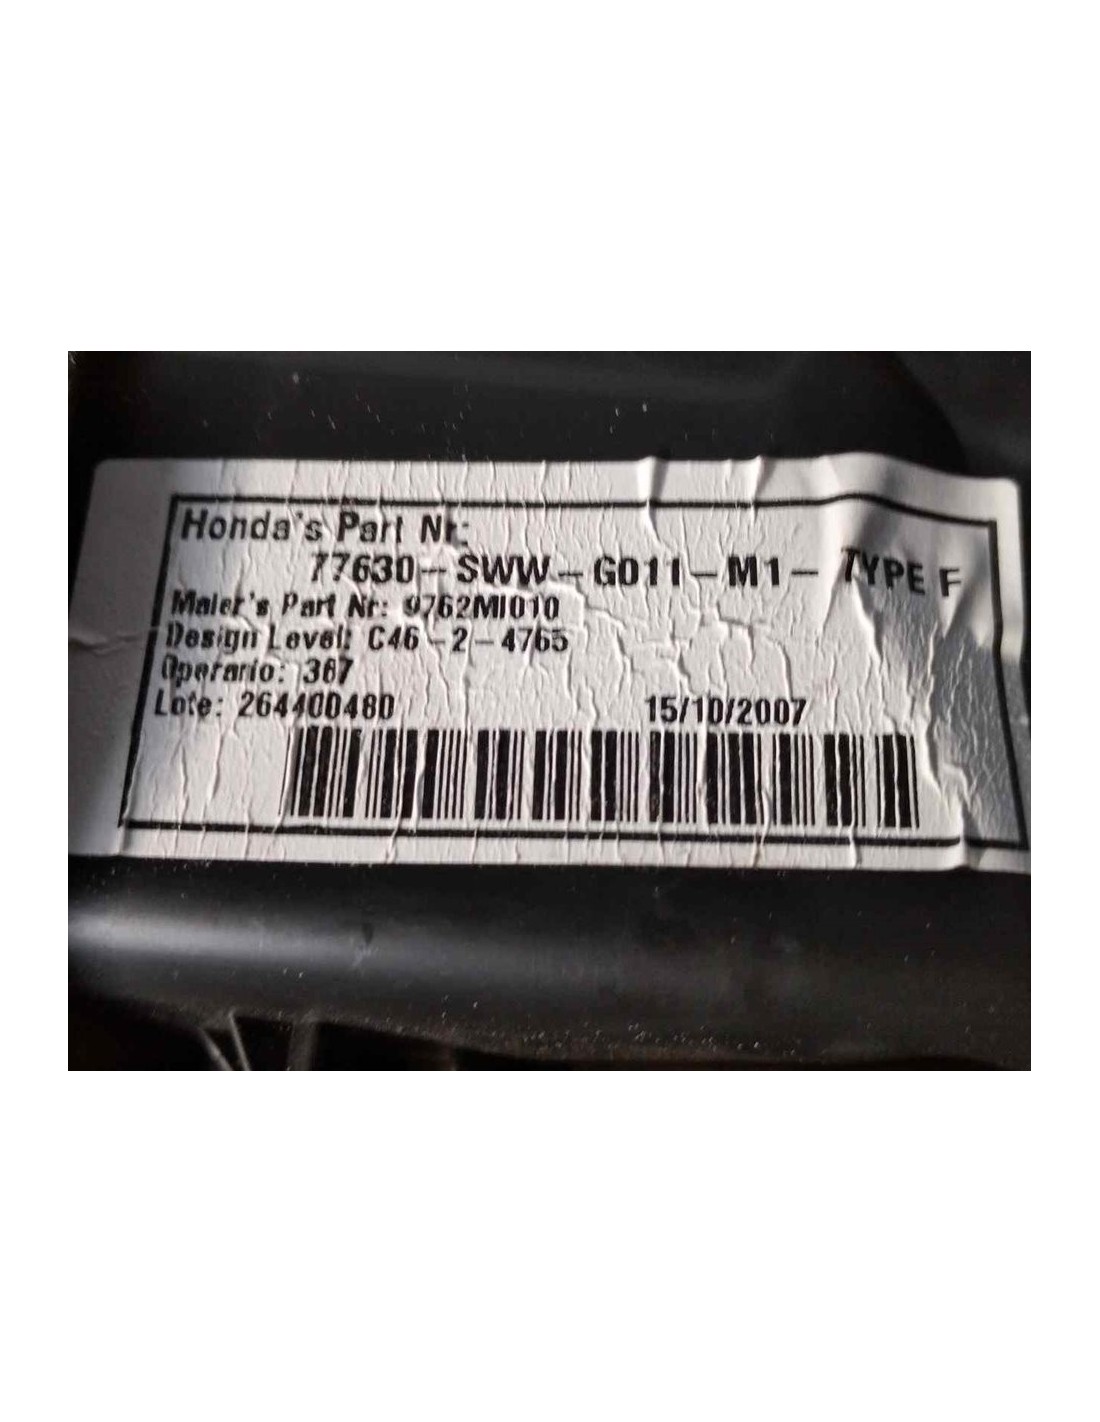 Honda's Part Nr:
77630-SWW-G011-M1- TYPE F
Maier's Part Nr: 9762MI010
Design Level: C46-2-4765
Operario: 367
Lote: 264400480 15/10/2007